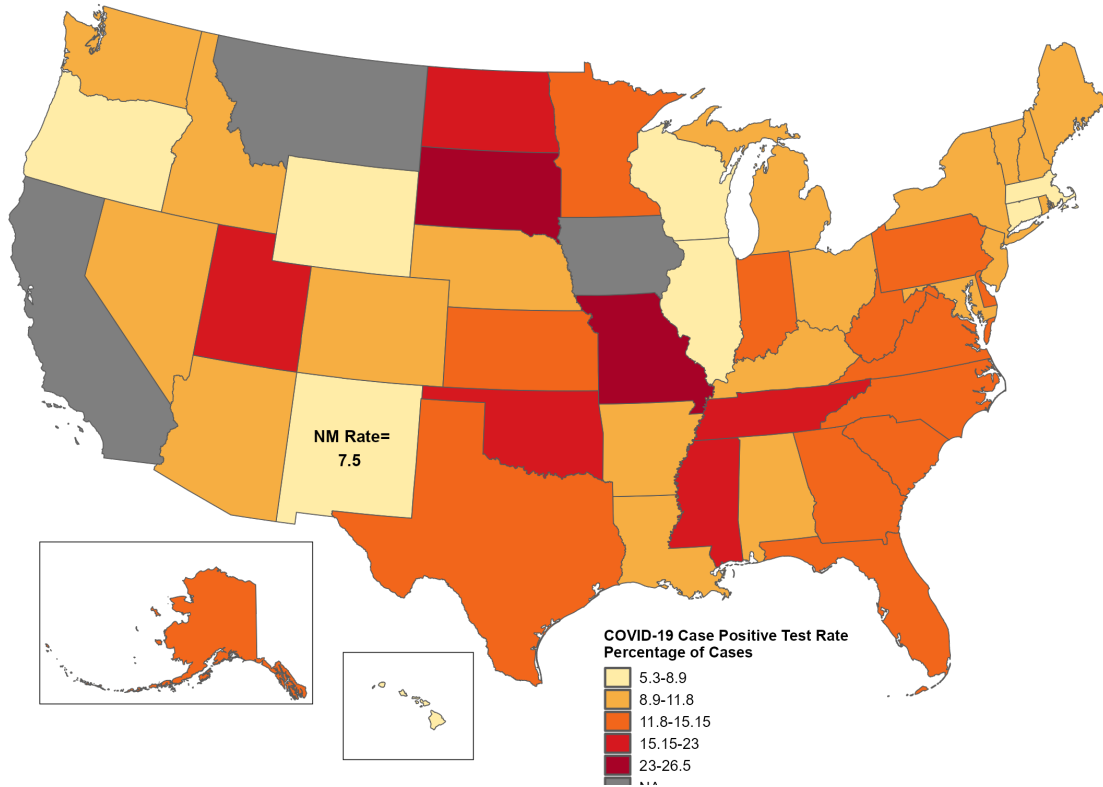 NM Rate=
7.5
COVID-19 Case Positive Test Rate
Percentage of Cases
5.3-8.9
8.9-11.8
11.8-15.15
15.15-23
23-26.5
NA